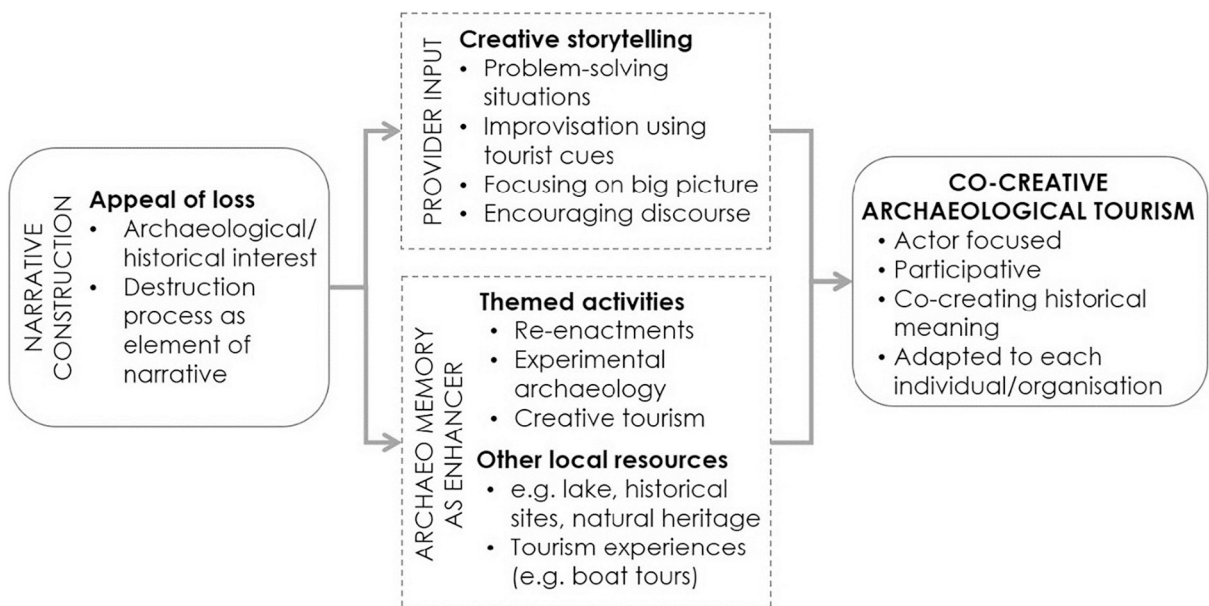 NARRATIVE
CONSTRUCTION
Appeal of loss
• Archaeological/
historical interest
• Destruction
process as
element of
narrative
PROVIDER INPUT
Creative storytelling
• Problem-solving
situations
• Improvisation using
tourist cues
• Focusing on big picture
• Encouraging discourse
ARCHAEO MEMORY
AS ENHANCER
Themed activities
• Re-enactments
• Experimental
archaeology
• Creative tourism
Other local resources
• e.g. lake, historical
sites, natural heritage
• Tourism experiences
(e.g. boat tours)
CO-CREATIVE
ARCHAEOLOGICAL TOURISM
• Actor focused
• Participative
• Co-creating historical
meaning
• Adapted to each
individual/organisation